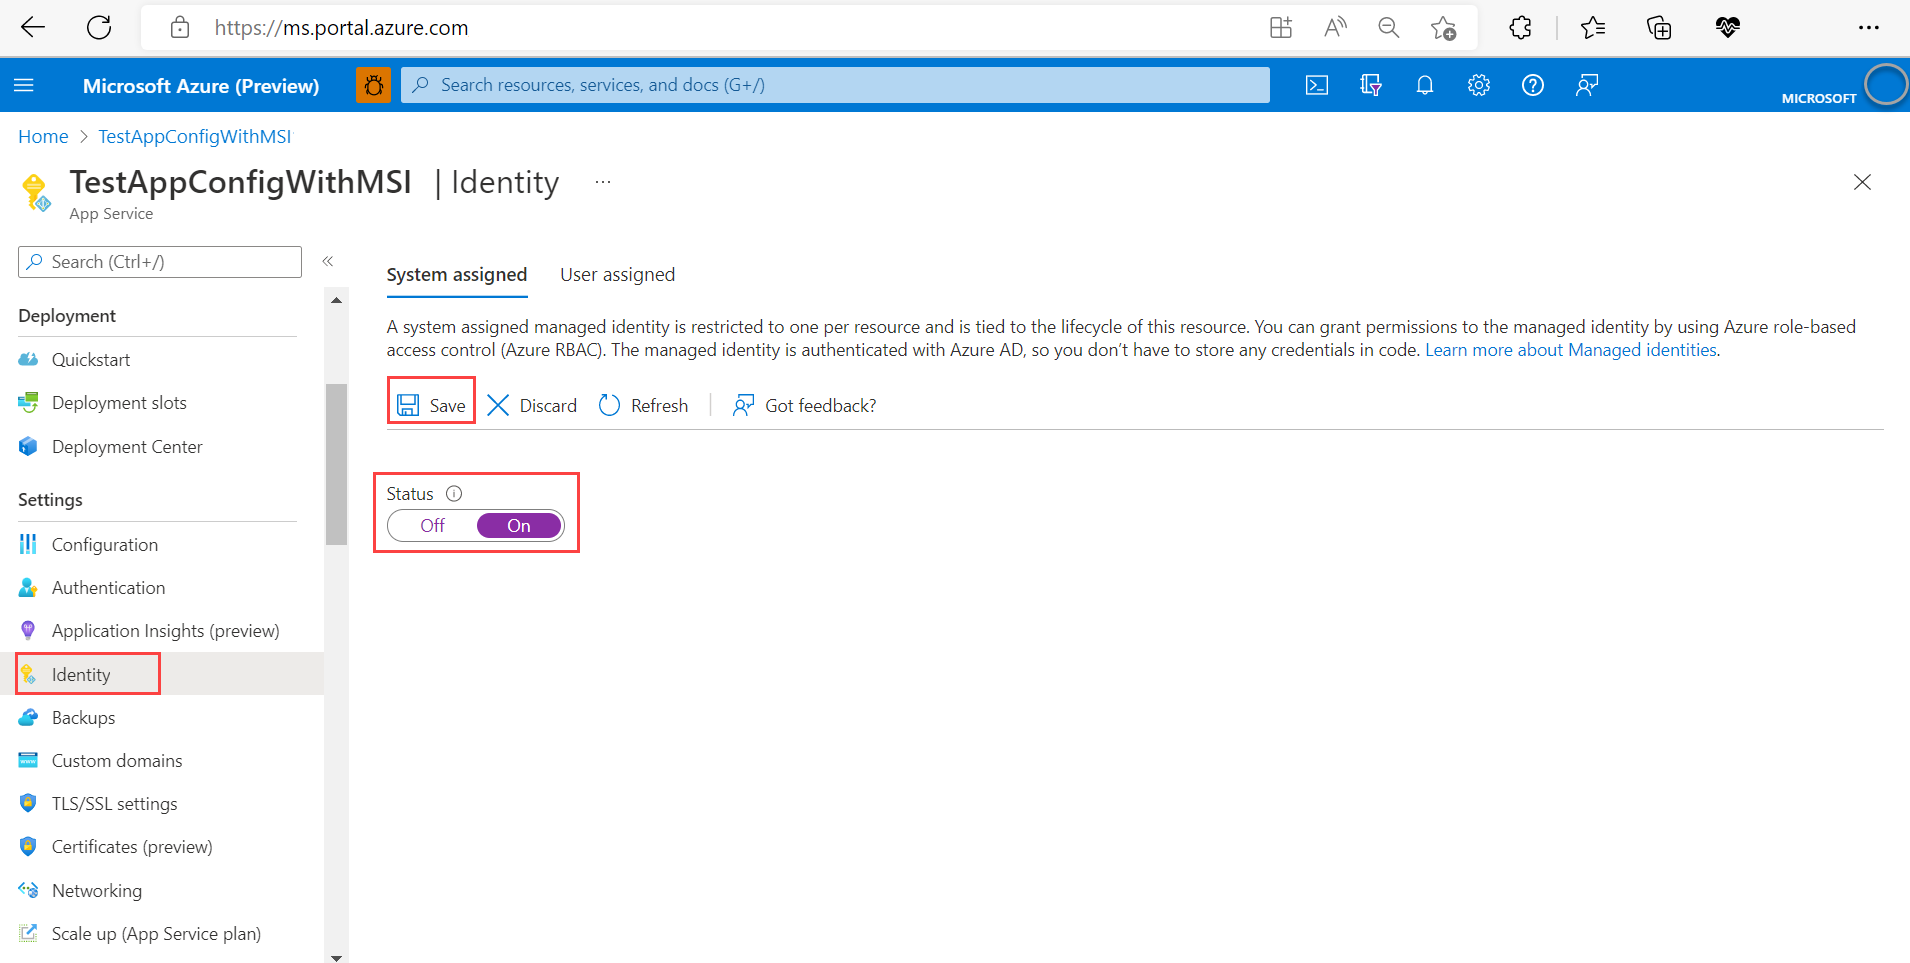 https://ms.portal.azure.com
Microsoft Azure (Preview)
Search resources, services, and docs (G+/)
MICROSOFT
Home > TestAppConfigWithMSI
TestAppConfigWithMSI | Identity ...
App Service
Search (Ctrl+/)
«
Deployment
Quickstart
Deployment slots
Deployment Center
Settings
Configuration
Authentication
Application Insights (preview)
Identity
Backups
Custom domains
TLS/SSL settings
Certificates (preview)
Networking
Scale up (App Service plan)
System assigned User assigned
A system assigned managed identity is restricted to one per resource and is tied to the lifecycle of this resource. You can grant permissions to the managed identity by using Azure role-based
access control (Azure RBAC). The managed identity is authenticated with Azure AD, so you don’t have to store any credentials in code. Learn more about Managed identities.
Save Discard Refresh Got feedback?
Status
Off On